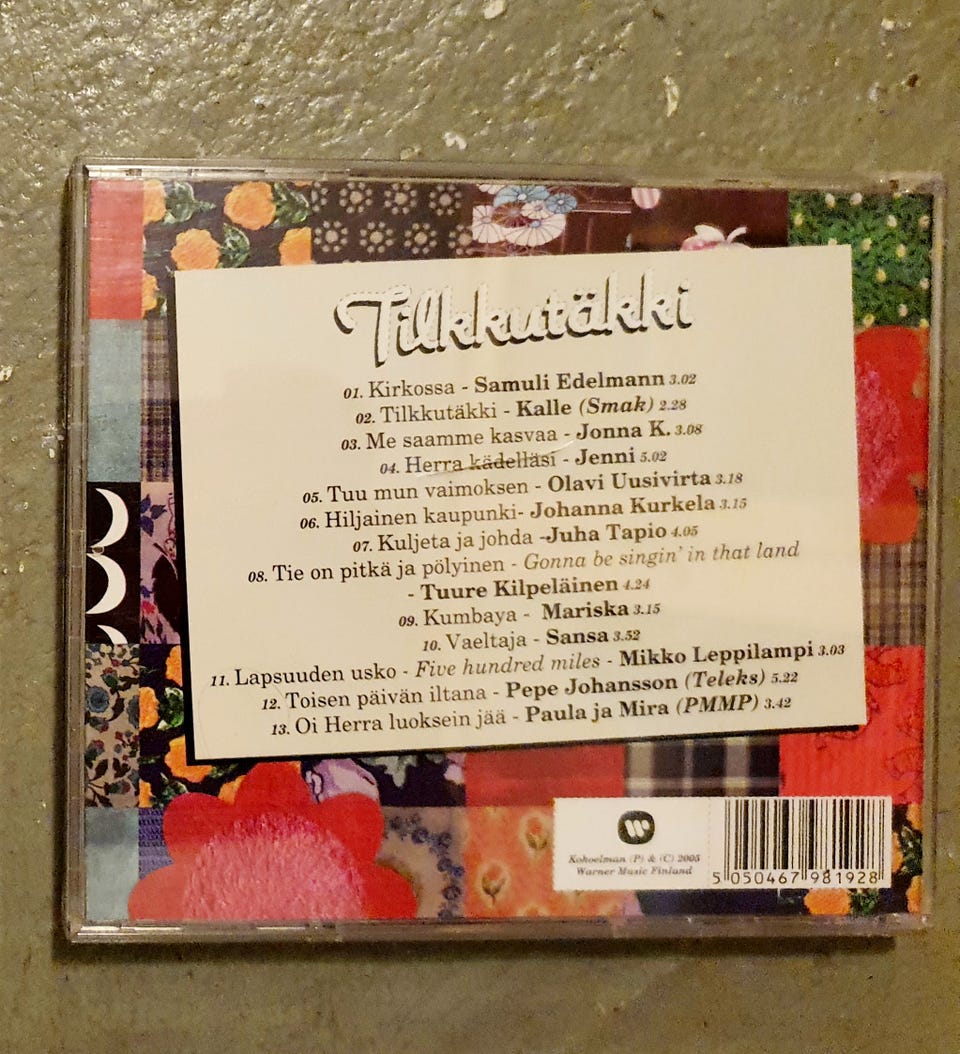 Tilkkutäkki
01. Kirkossa - Samuli Edelmann 3.02
02. Tilkkutäkki - Kalle (Smak) 2.28
03. Me saamme kasvaa - Jonna K. 3.08
04. Herra kädelläsi - Jenni 5.02
05. Tuu mun vaimoksen - Olavi Uusivirta 3.18
06. Hiljainen kaupunki- Johanna Kurkela 3.15
07. Kuljeta ja johda -Juha Tapio 4.05
08. Tie on pitkä ja pölyinen - Gonna be singin' in that land
- Tuure Kilpeläinen 4.24
09. Kumbaya - Mariska 3.15
10. Vaeltaja - Sansa 3.52
11. Lapsuuden usko - Five hundred miles - Mikko Leppilampi 3.03
12. Toisen päivän iltana - Pepe Johansson (Teleks) 5.22
13. Oi Herra luoksein jää - Paula ja Mira (PMMP) 3.42
Kokoelman (P) & (C) 2005
Warner Music Finland
5 050467 981928